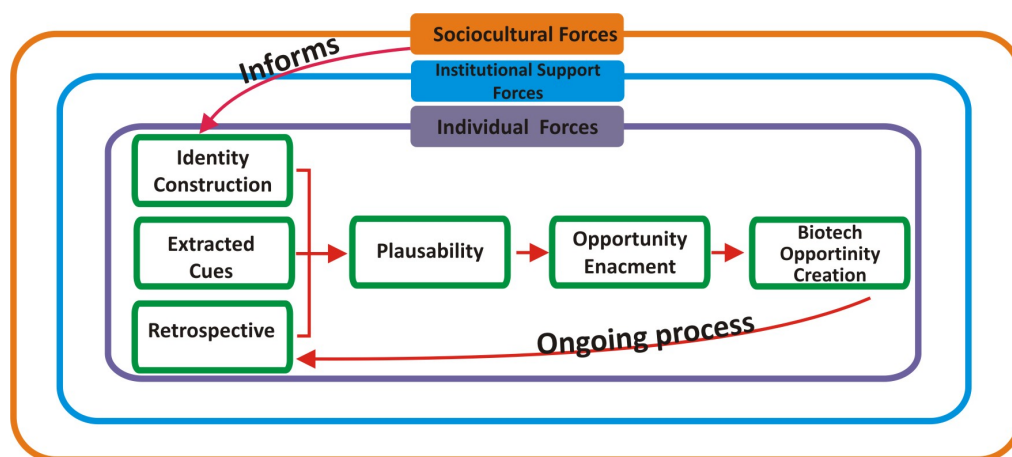 Sociocultural Forces
Informs
Institutional Support
Forces
Individual Forces
Identity
Construction
Extracted
Cues
Retrospective
Plausability
Opportunity
Enacment
Biotech
Opportinity
Creation
Ongoing process